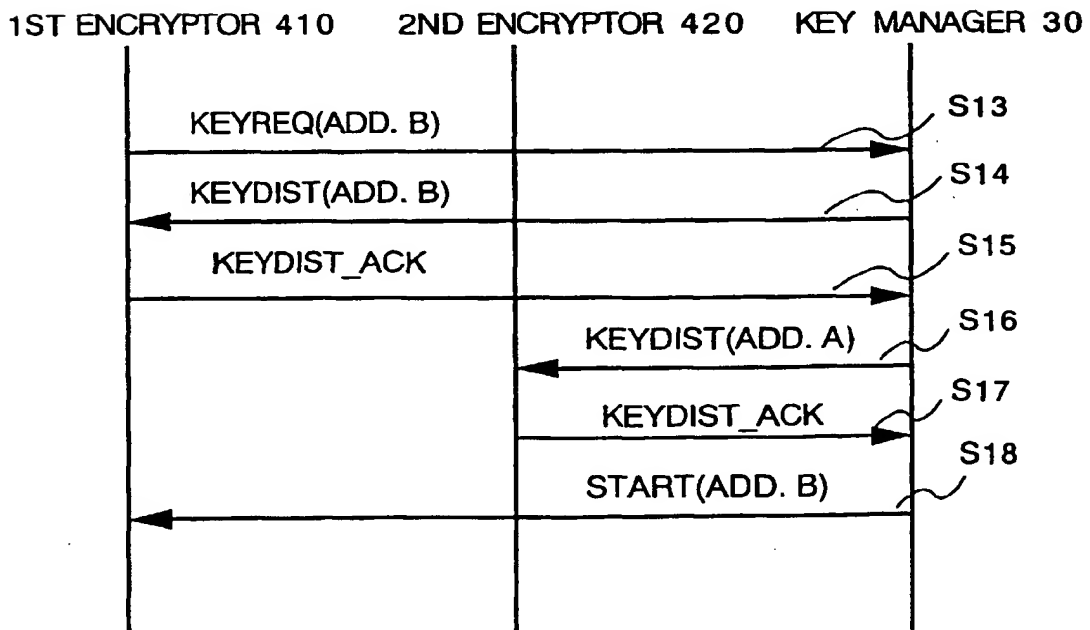 1ST ENCRYPTOR 410 2ND ENCRYPTOR 420 KEY MANAGER 30
KEYREQ(ADD. B) S13
KEYDIST(ADD. B) S14
KEYDIST_ACK S15
KEYDIST(ADD. A) S16
KEYDIST_ACK S17
START(ADD. B) S18